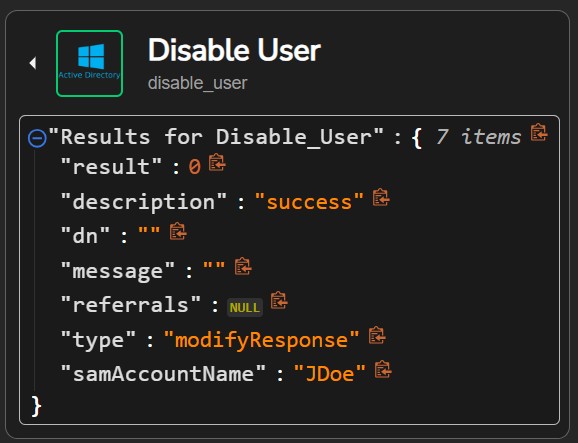 Disable User
Active Directory
disable_user
"Results for Disable_User" : { 7 items
"result" : 0
"description" : "success"
"dn" : ""
"message" : ""
"referrals" : NULL
"type" : "modifyResponse"
"samAccountName" : "JDoe"
}